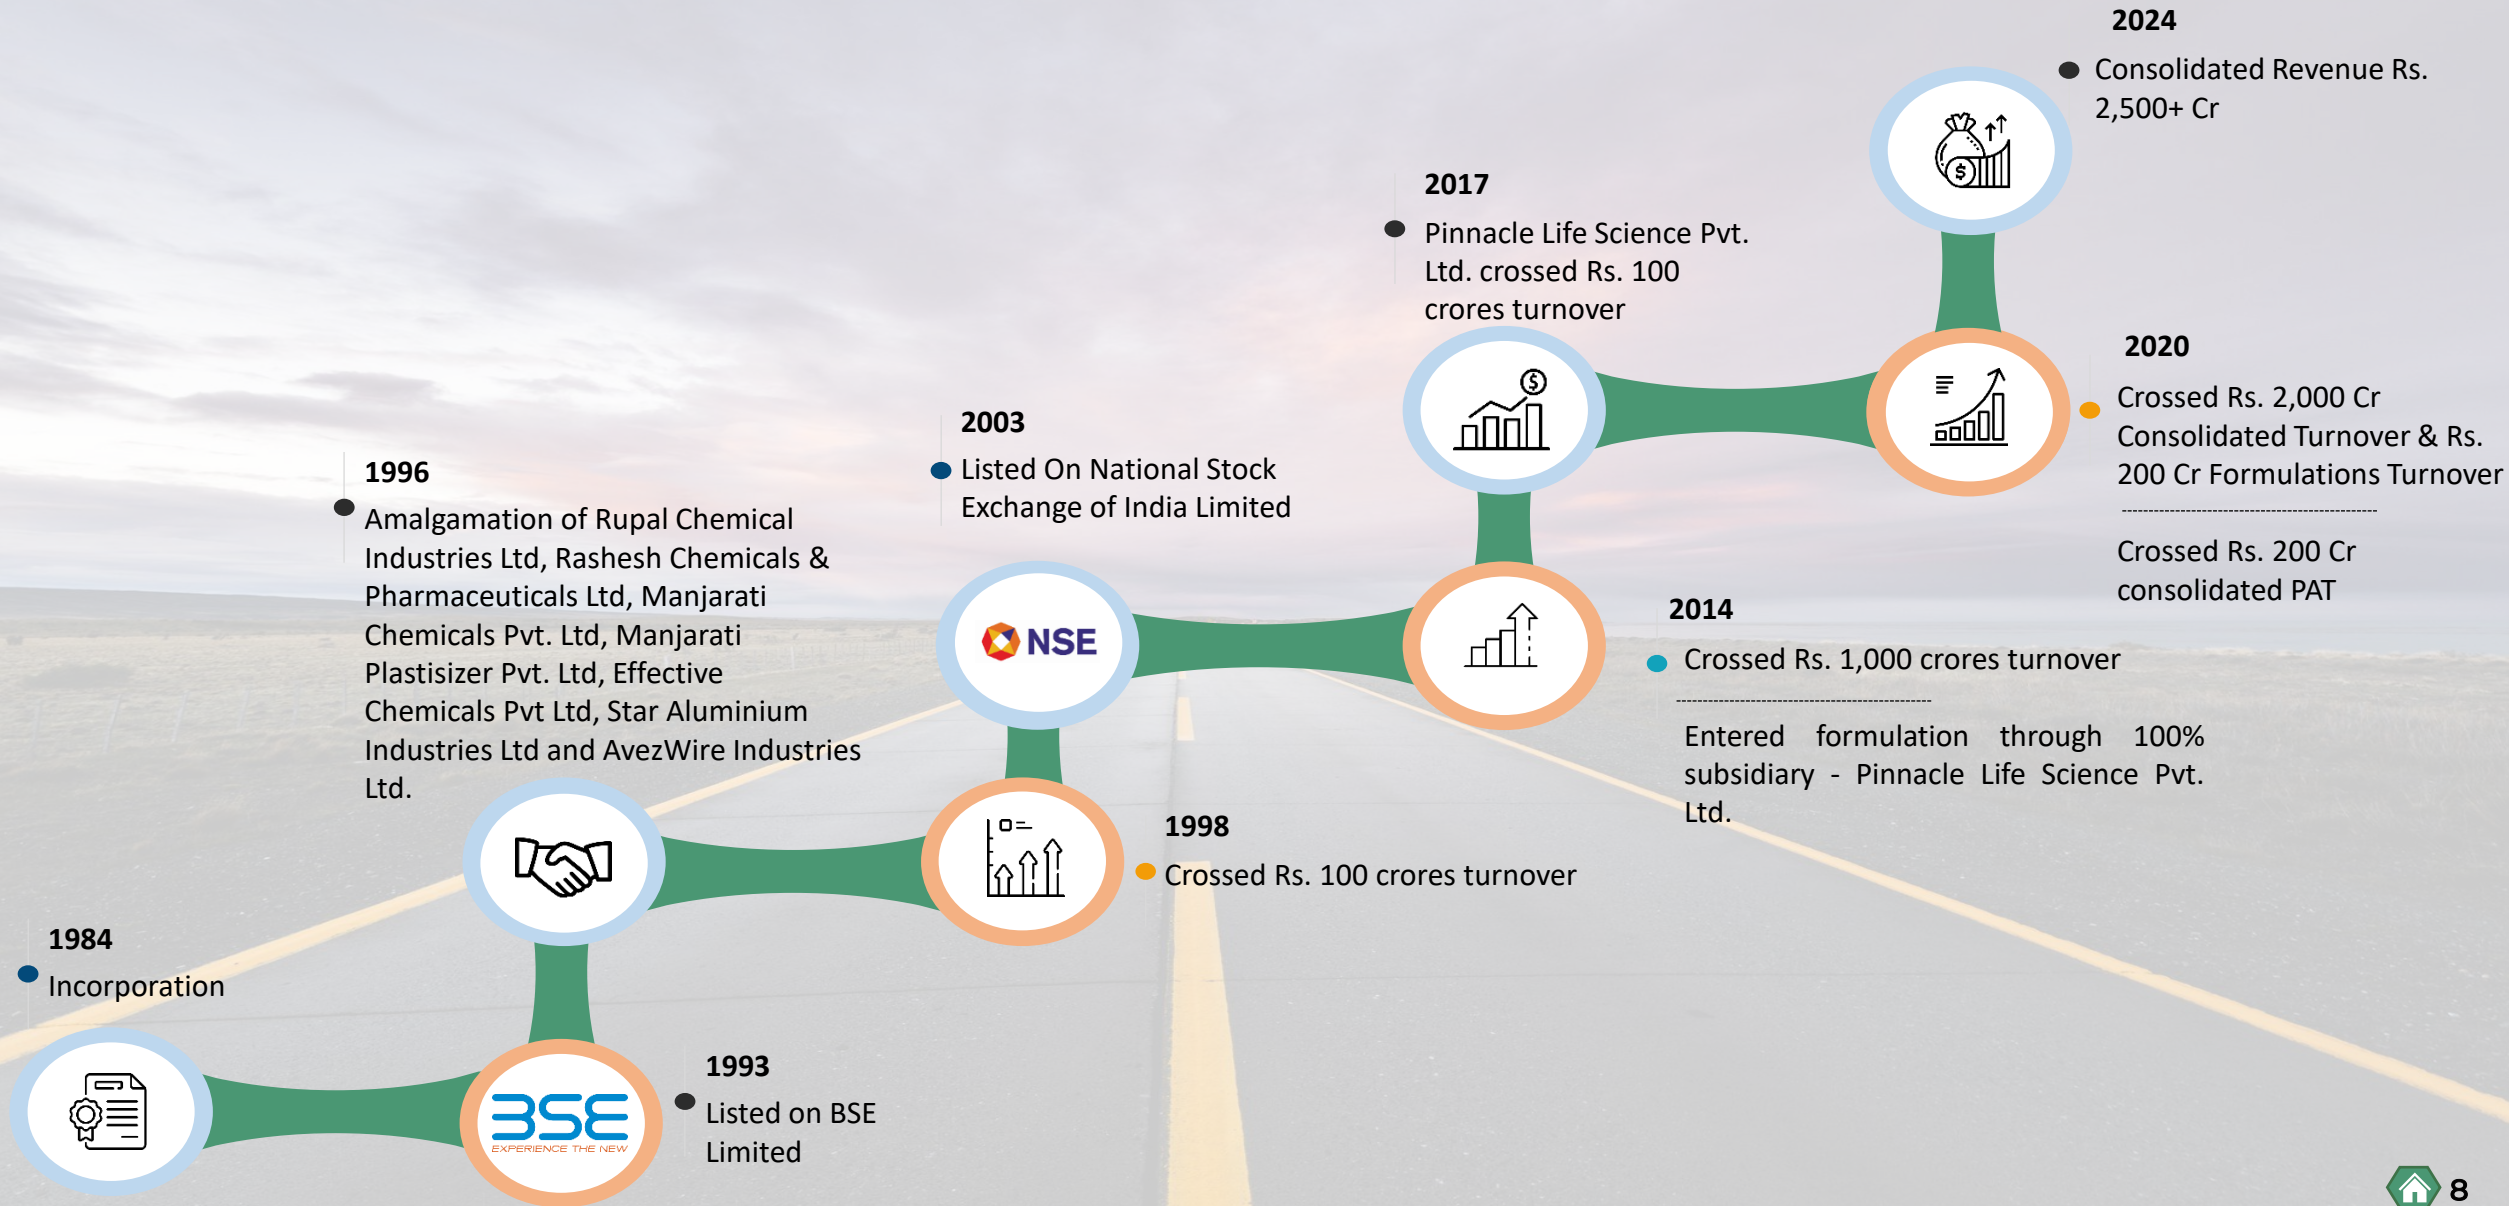 2024
Consolidated Revenue Rs.
2,500+ Cr
2017
Pinnacle Life Science Pvt.
Ltd. crossed Rs. 100
crores turnover
2020
Crossed Rs. 2,000 Cr
Consolidated Turnover & Rs.
200 Cr Formulations Turnover
Crossed Rs. 200 Cr
consolidated PAT
2003
Listed On National Stock
Exchange of India Limited
NSE
1996
Amalgamation of Rupal Chemical
Industries Ltd, Rashesh Chemicals &
Pharmaceuticals Ltd, Manjarati
Chemicals Pvt. Ltd, Manjarati
Plastisizer Pvt. Ltd, Effective
Chemicals Pvt Ltd, Star Aluminium
Industries Ltd and AvezWire Industries
Ltd.
2014
Crossed Rs. 1,000 crores turnover
Entered formulation through 100%
subsidiary - Pinnacle Life Science Pvt.
Ltd.
1998
Crossed Rs. 100 crores turnover
1984
Incorporation
1993
Listed on BSE
Limited
BSE
EXPERIENCE THE NEW
8